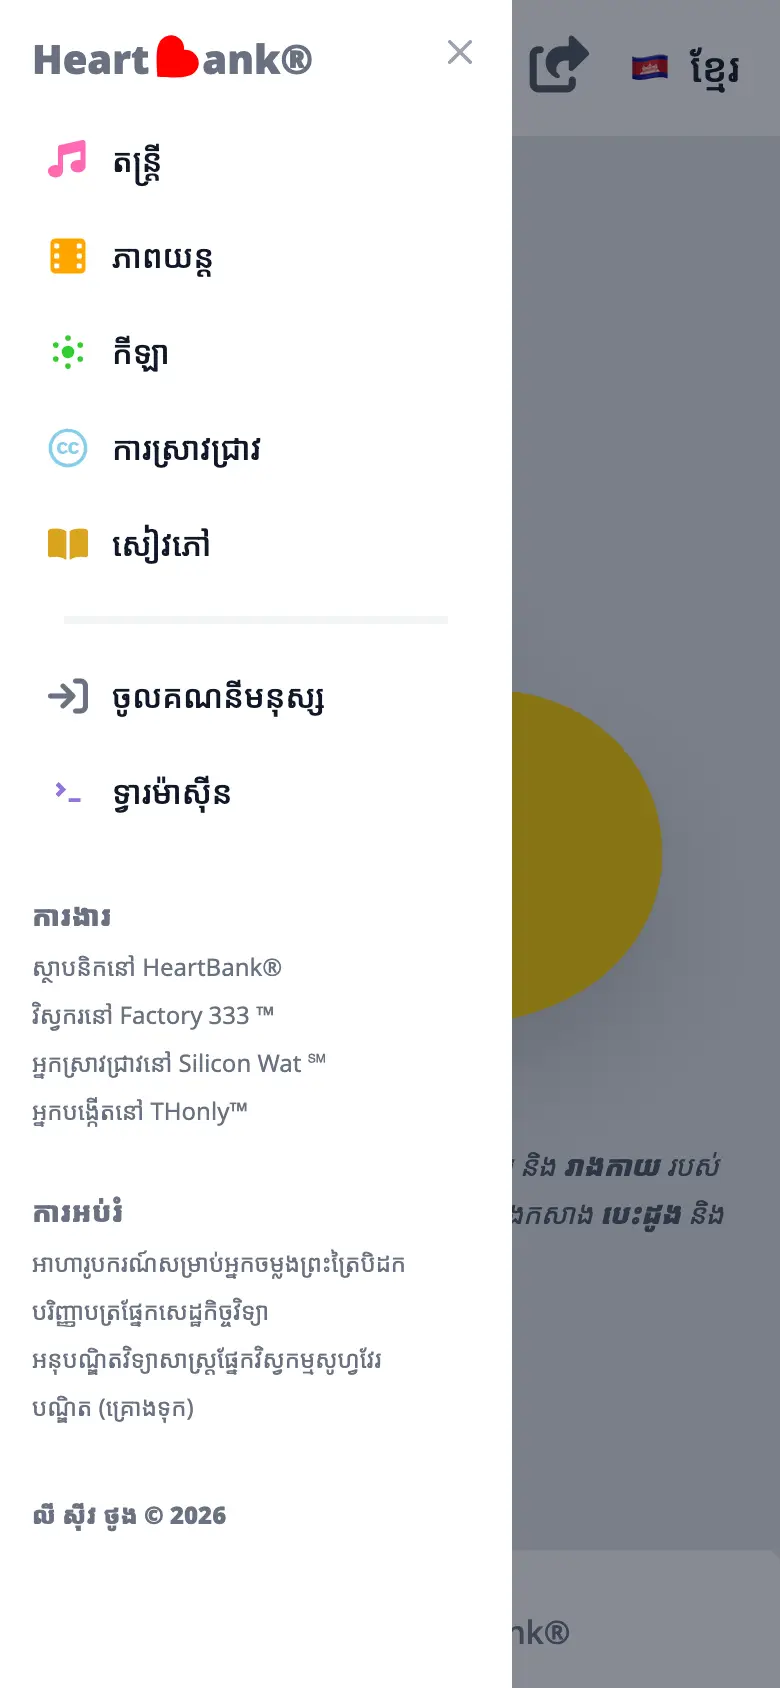 Heart ank®
ខ្មែរ
តន្ត្រី
ភាពយន្ត
កីឡា
ការស្រាវជ្រាវ
cc
សៀវភៅ
ចូលគណនីមនុស្ស
ទ្វារម៉ាស៊ីន
ការងារ
ស្ថាបនិកនៅ HeartBank®
វិស្វករនៅ Factory 333 ™
អ្នកស្រាវជ្រាវនៅ Silicon Wat ℠
អ្នកបង្កើតនៅ THonly™
និង រាងកាយ របស់
ការអប់រំ
បេះដូង និង
អាហារូបករណ៍សម្រាប់អ្នកចម្លងព្រះត្រៃបិដក
បរិញ្ញាបត្រផ្នែកសេដ្ឋកិច្ចវិទ្យា
អនុបណ្ឌិតវិទ្យាសាស្ត្រផ្នែកវិស្វកម្មសូហ្វវែរ
បណ្ឌិត (គ្រោងទុក)
លី ស៊ីវ ថូង © 2026
nk®